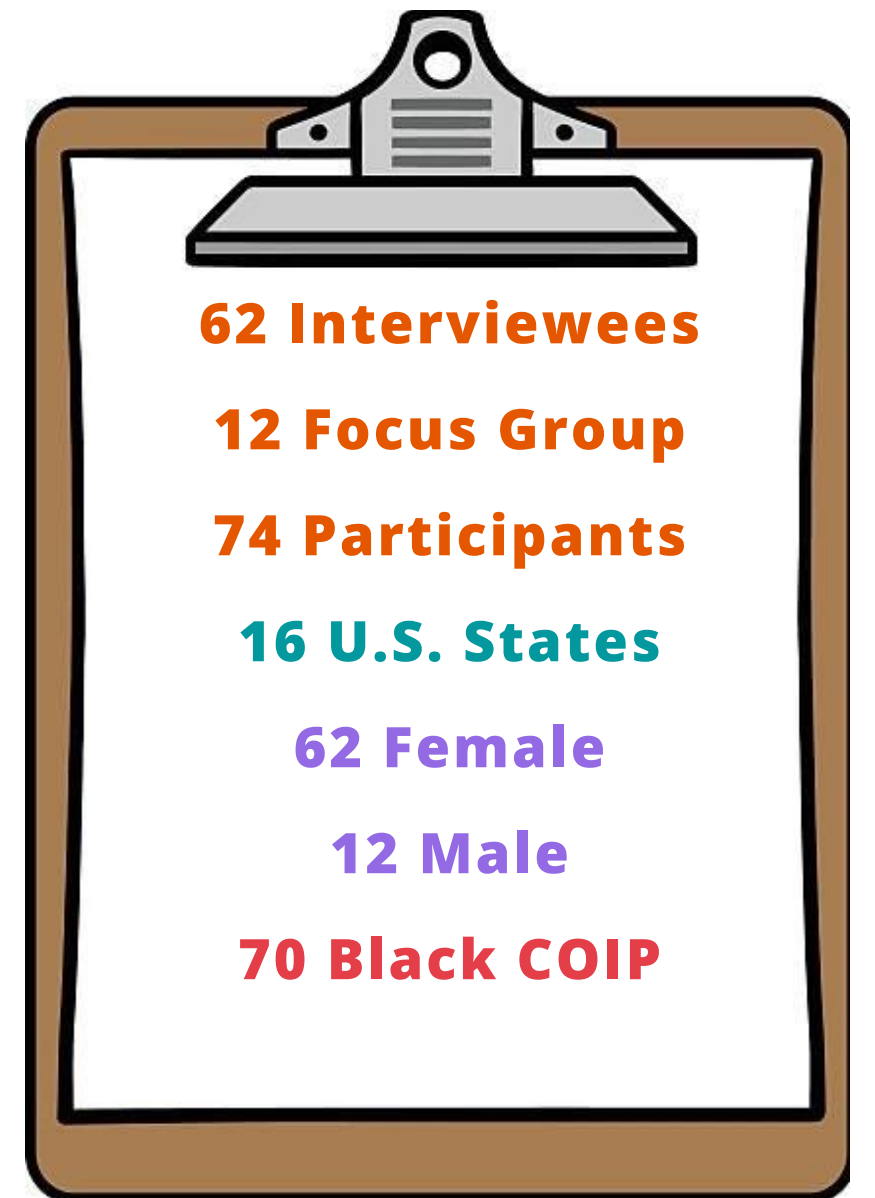 62 Interviewees
12 Focus Group
74 Participants
16 U.S. States
62 Female
12 Male
70 Black COIP